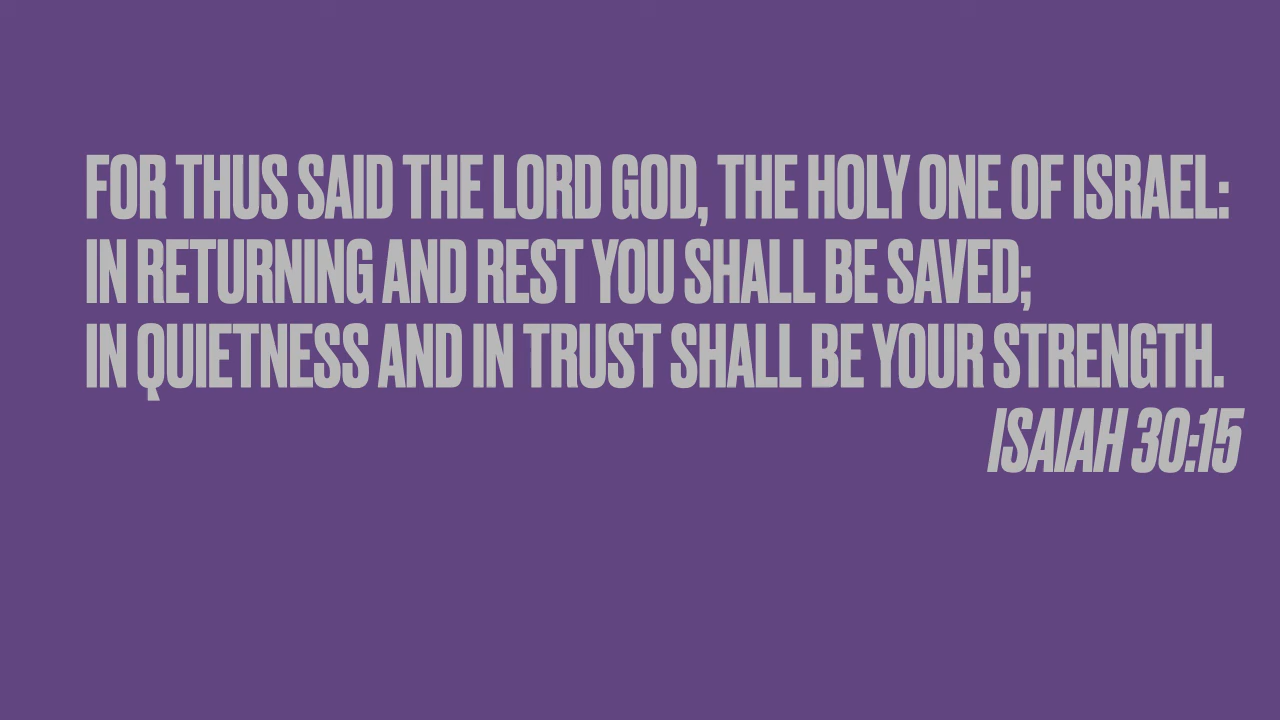 FOR THUS SAID THE LORD GOD, THE HOLY ONE OF ISRAEL:
IN RETURNING AND REST YOU SHALL BE SAVED;
IN QUIETNESS AND IN TRUST SHALL BE YOUR STRENGTH.
ISAIAH 30:15